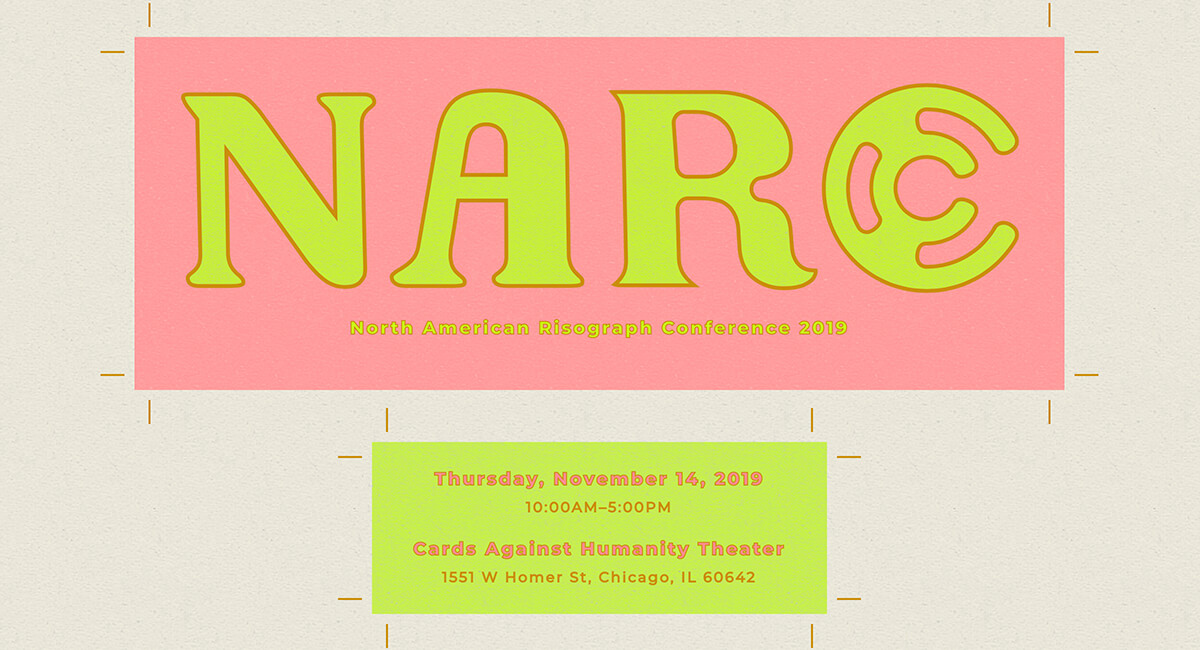 NARC
North American Risograph Conference 2019
Thursday, November 14, 2019
10:00AM–5:00PM
Cards Against Humanity Theater
1551 W Homer St, Chicago, IL 60642